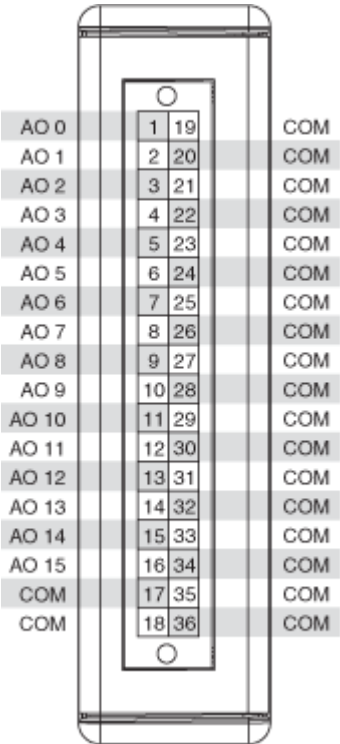 AO 0 1 19 COM
AO 1 2 20 COM
AO 2 3 21 COM
AO 3 4 22 COM
AO 4 5 23 COM
AO 5 6 24 COM
AO 6 7 25 COM
AO 7 8 26 COM
AO 8 9 27 COM
AO 9 10 28 COM
AO 10 11 29 COM
AO 11 12 30 COM
AO 12 13 31 COM
AO 13 14 32 COM
AO 14 15 33 COM
AO 15 16 34 COM
COM 17 35 COM
COM 18 36 COM